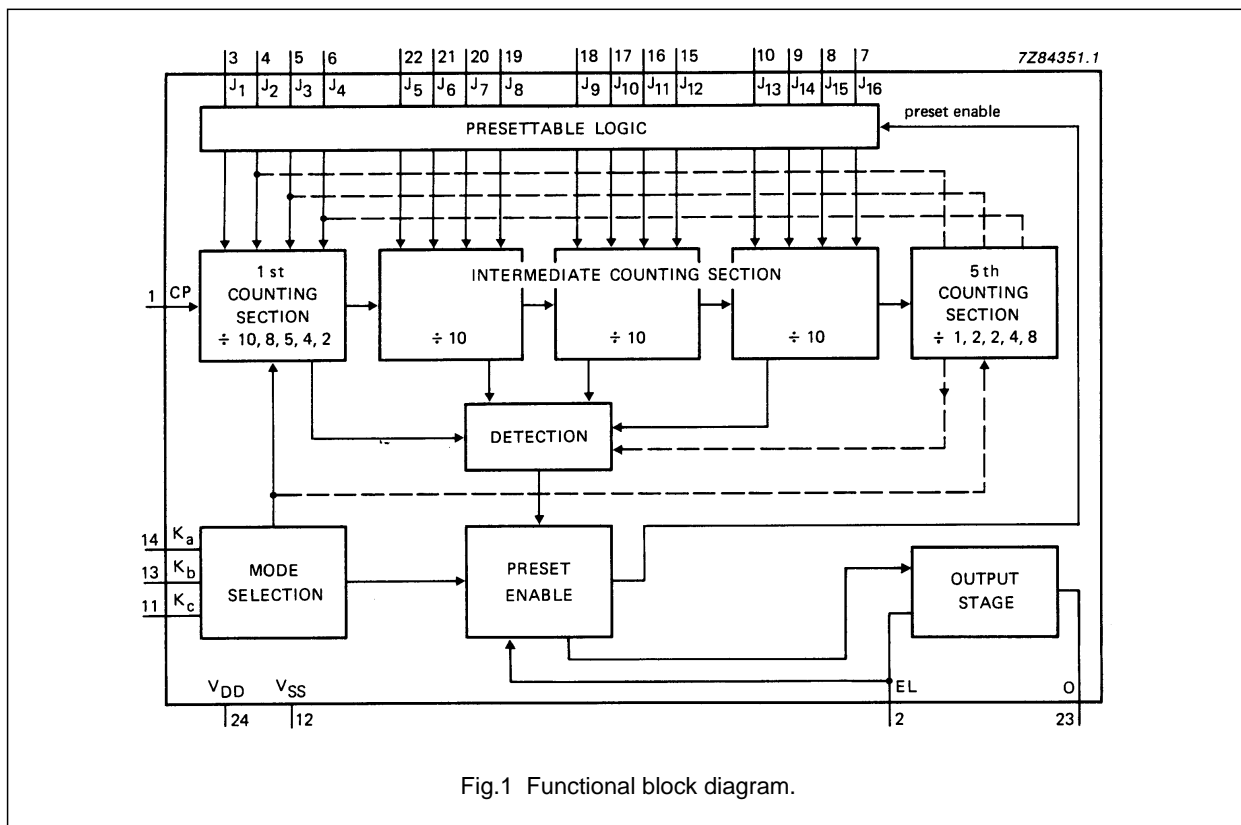 3 4 5 6 22 21 20 19 18 17 16 15 10 9 8 7 7Z84351.1
J1 J2 J3 J4 J5 J6 J7 J8 J9 J10 J11 J12 J13 J14 J15 J16
preset enable
PRESETTABLE LOGIC
1 CP
1st
COUNTING
SECTION
÷ 10, 8, 5, 4, 2
INTERMEDIATE COUNTING SECTION
÷ 10 ÷ 10 ÷ 10
5th
COUNTING
SECTION
÷ 1, 2, 2, 4, 8
DETECTION
14 Ka
13 Kb
11 Kc
MODE
SELECTION
PRESET
ENABLE
OUTPUT
STAGE
VDD VSS EL O
24 12 2 23
Fig.1 Functional block diagram.